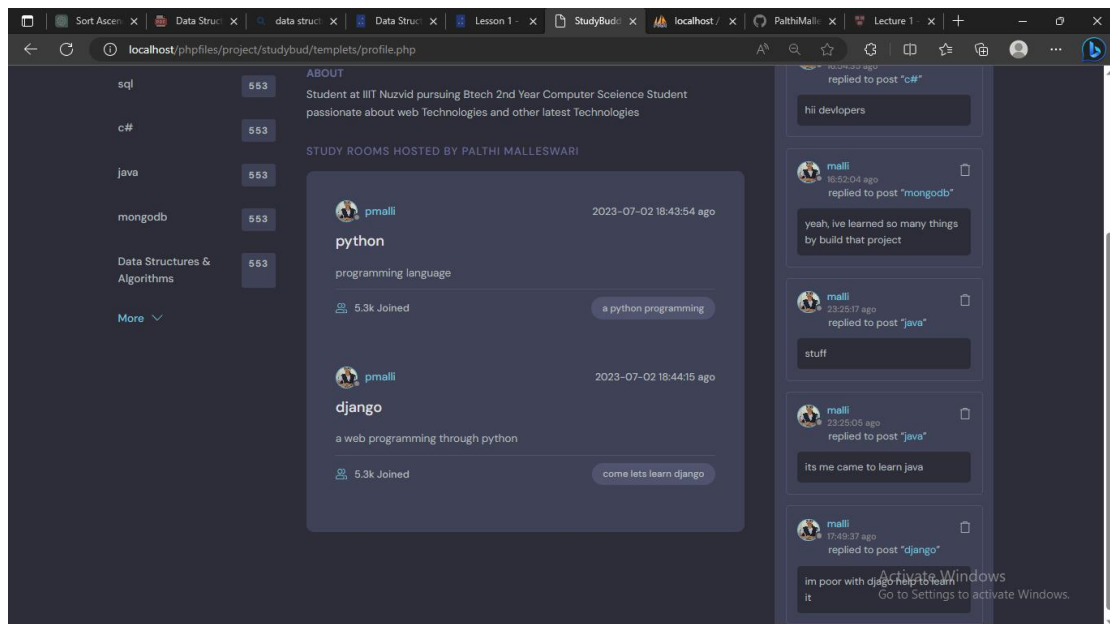 Sort Ascen
Data Struct
data struct
Data Struct
Lesson 1 -
StudyBudd
localhost /
PalthiMalle
Lecture 1 -
localhost/phpfiles/project/studybud/templets/profile.php
sql
553
c#
553
java
553
mongodb
553
Data Structures &
Algorithms
553
More
ABOUT
Student at IIIT Nuzvid pursuing Btech 2nd Year Computer Sceience Student
passionate about web Technologies and other latest Technologies
STUDY ROOMS HOSTED BY PALTHI MALLESWARI
pmalli
2023-07-02 18:43:54 ago
python
programming language
5.3k Joined
a python programming
pmalli
2023-07-02 18:44:15 ago
django
a web programming through python
5.3k Joined
come lets learn django
replied to post "c#"
hii devlopers
malli
16:52:04 ago
replied to post "mongodb"
yeah, ive learned so many things
by build that project
malli
23:25:17 ago
replied to post "java"
stuff
malli
23:25:05 ago
replied to post "java"
its me came to learn java
malli
17:49:37 ago
replied to post "django"
im poor with djago help to learn
it
Activate Windows
Go to Settings to activate Windows.